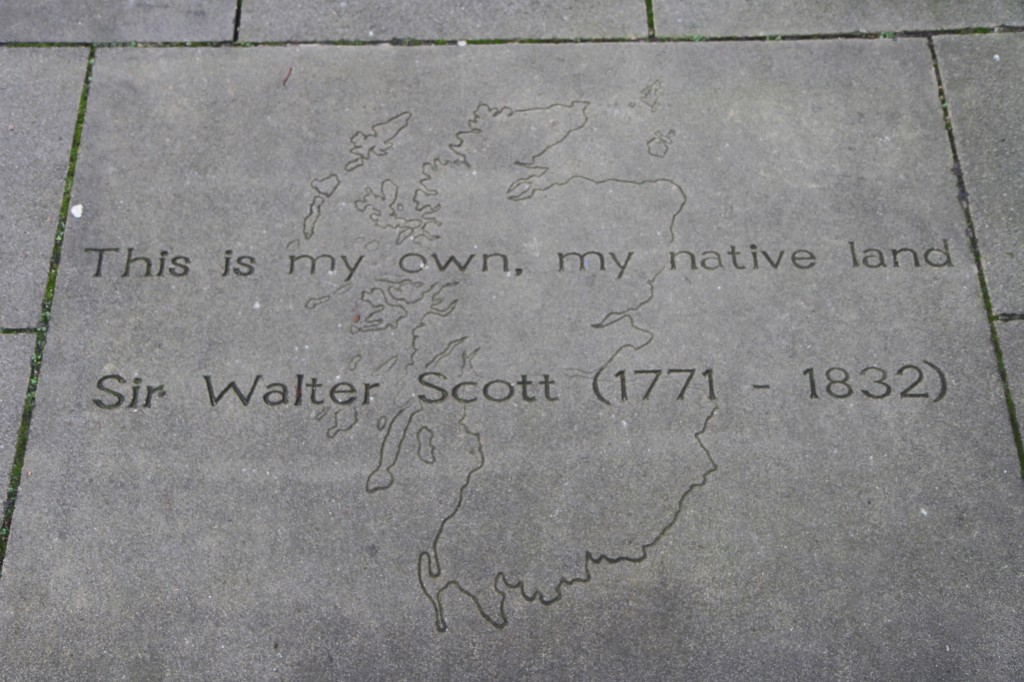 This is my own, my native land
Sir Walter Scott (1771 - 1832)